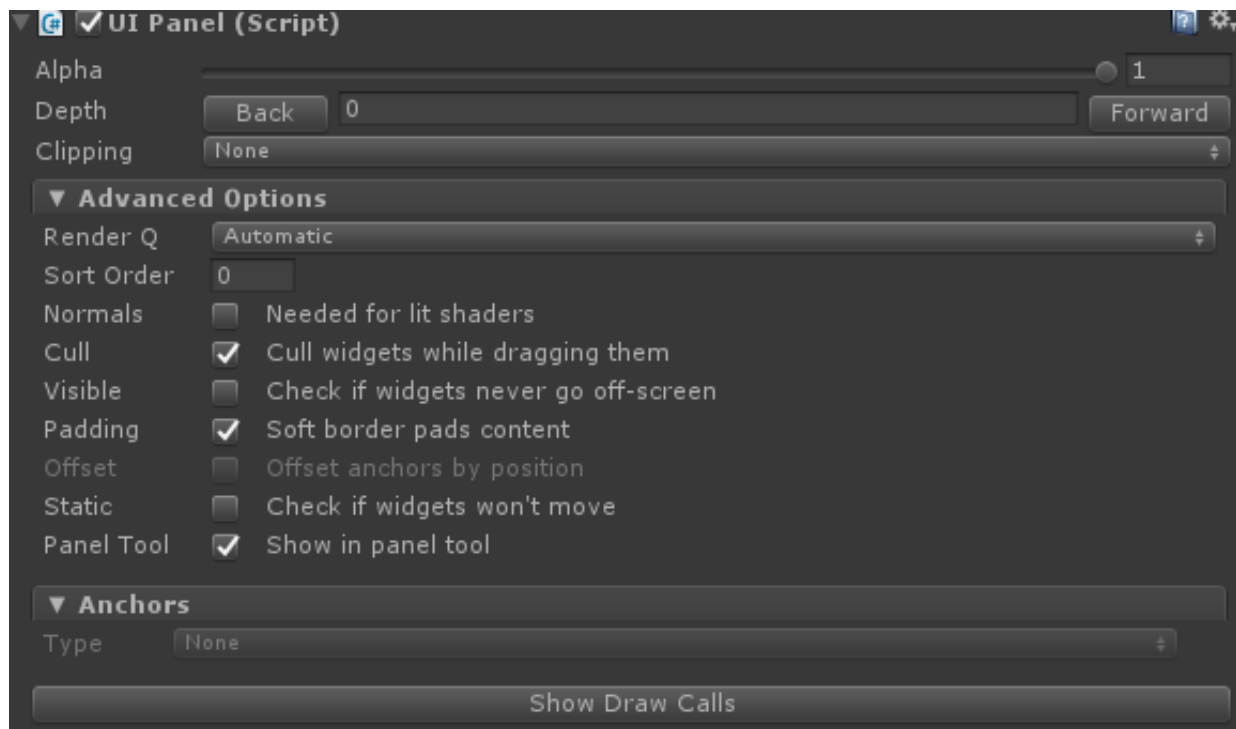 UI Panel (Script)
Alpha 1
Depth Back 0 Forward
Clipping None
Advanced Options
Render Q Automatic
Sort Order 0
Normals Needed for lit shaders
Cull Cull widgets while dragging them
Visible Check if widgets never go off-screen
Padding Soft border pads content
Offset Offset anchors by position
Static Check if widgets won't move
Panel Tool Show in panel tool
Anchors
Type None
Show Draw Calls